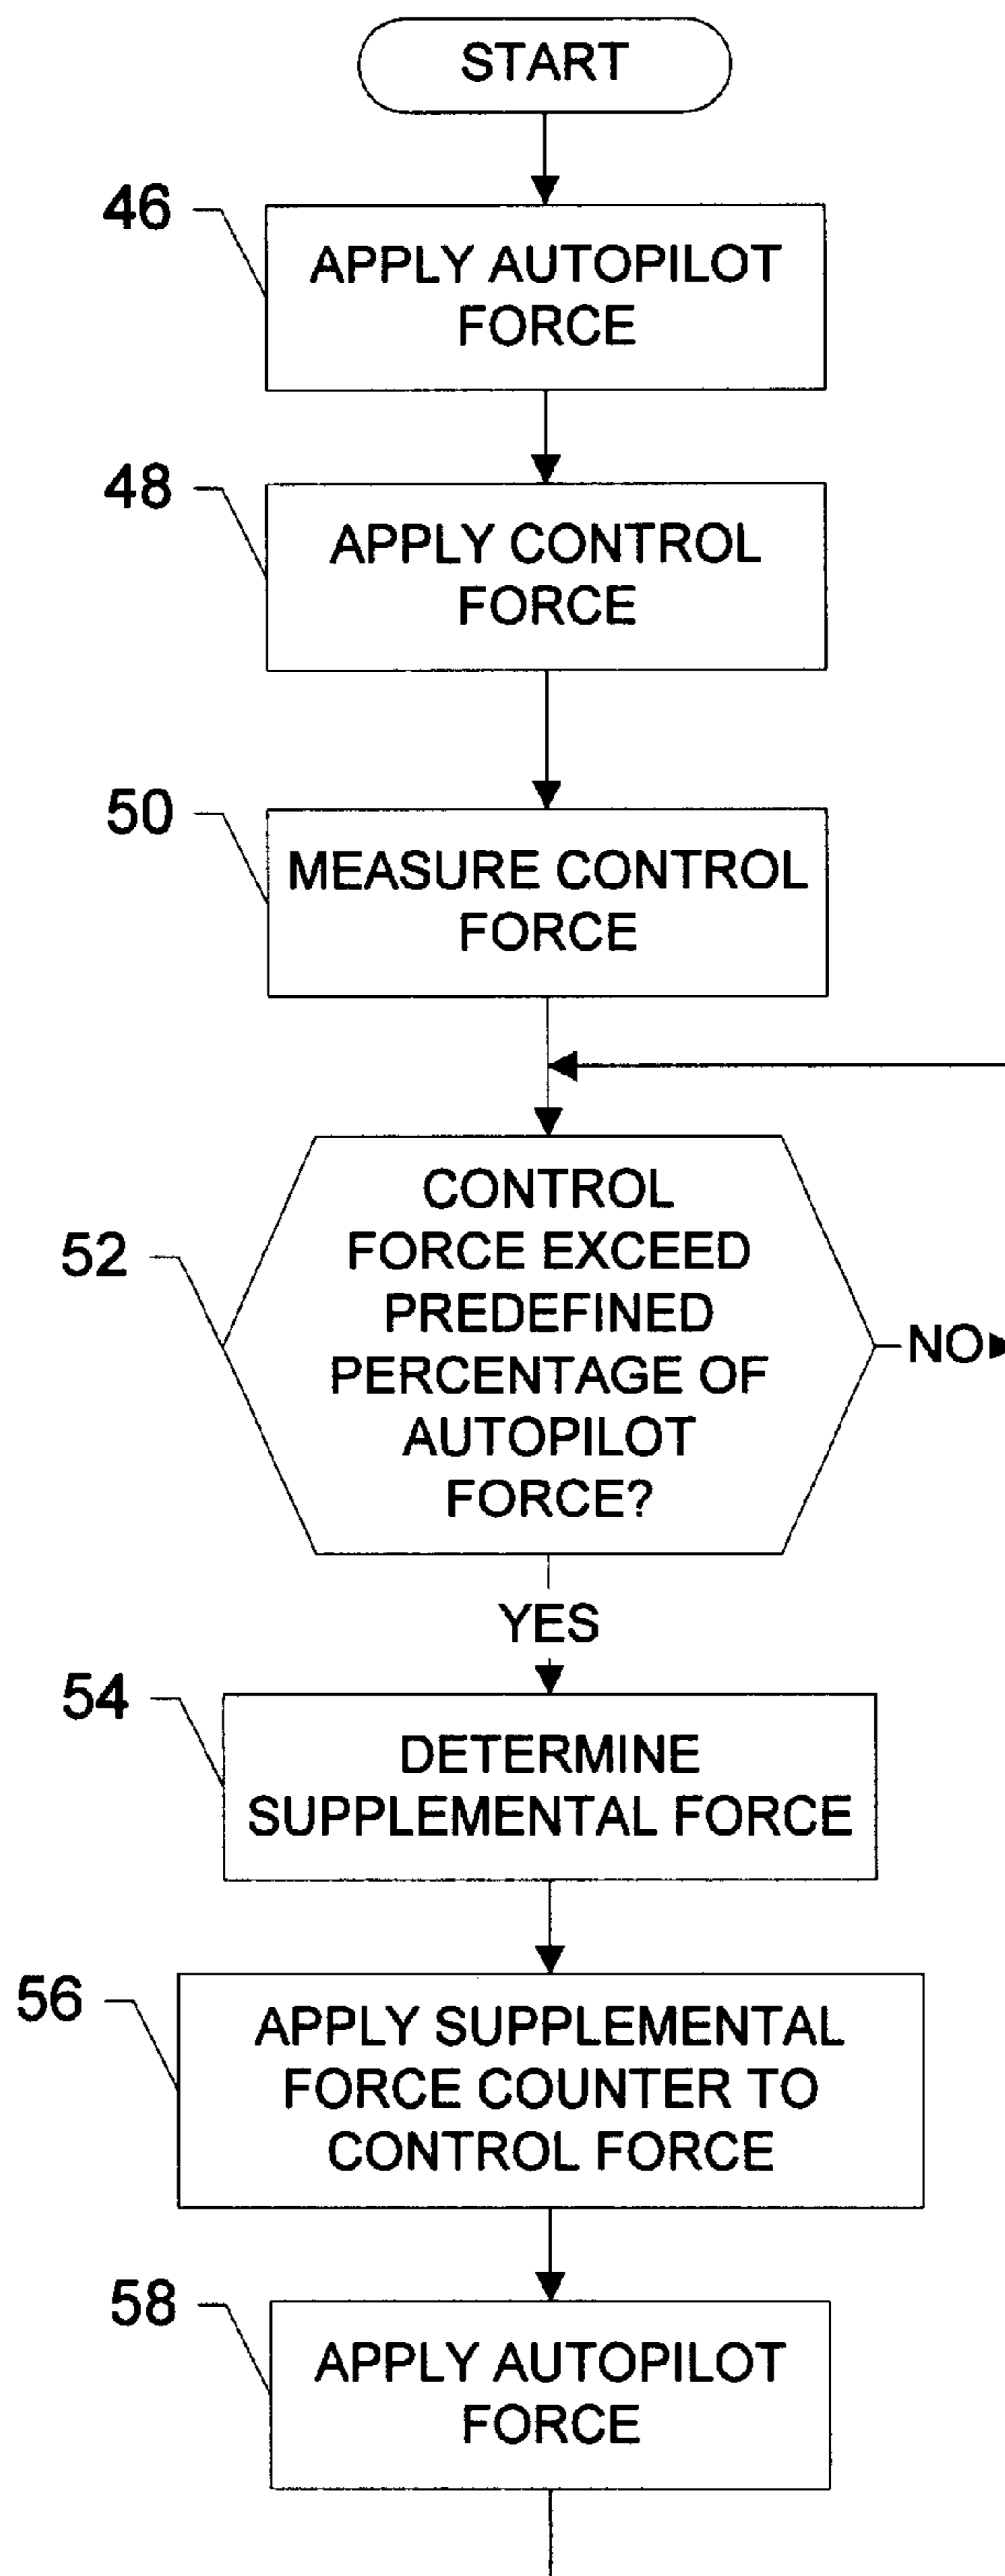 START
46
APPLY AUTOPILOT
FORCE
48
APPLY CONTROL
FORCE
50
MEASURE CONTROL
FORCE
52
CONTROL
FORCE EXCEED
PREDEFINED
PERCENTAGE OF
AUTOPILOT
FORCE?
NO
YES
54
DETERMINE
SUPPLEMENTAL FORCE
56
APPLY SUPPLEMENTAL
FORCE COUNTER TO
CONTROL FORCE
58
APPLY AUTOPILOT
FORCE